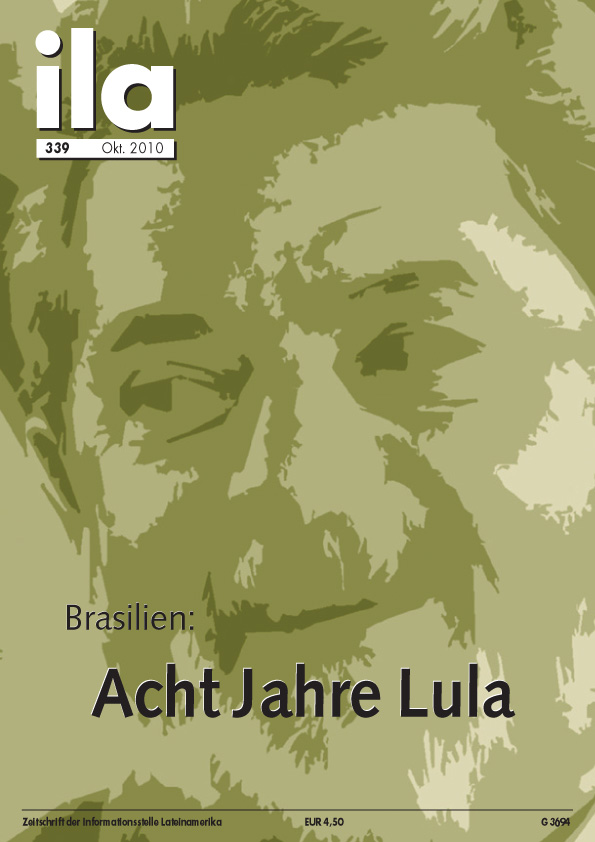 ila
339 Okt. 2010
Brasilien:
Acht Jahre Lula
Zeitschrift der Informationsstelle Lateinamerika EUR 4,50 G 3694